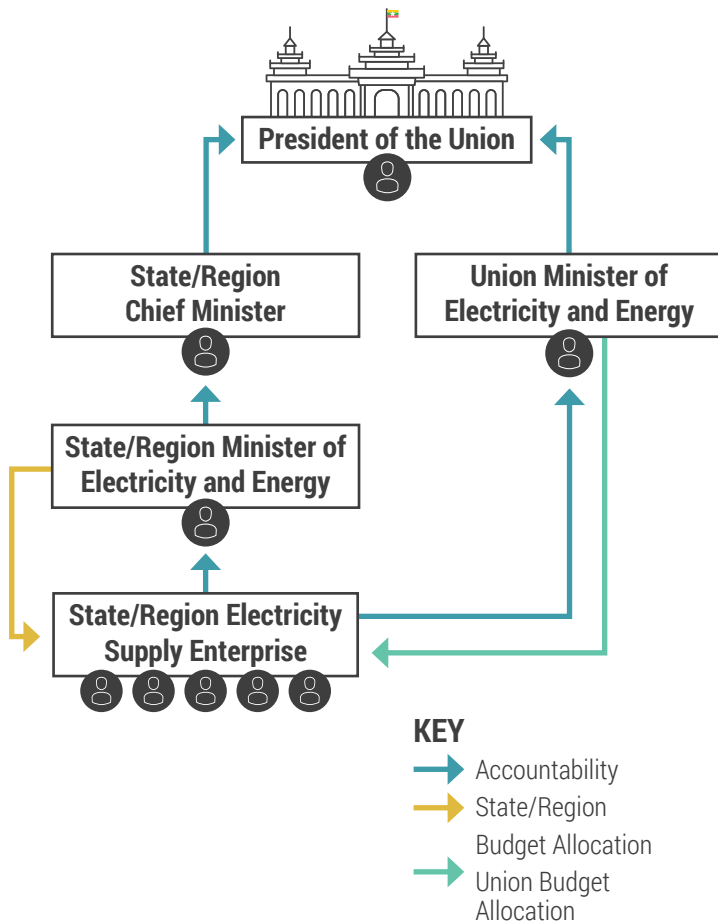 President of the Union
State/Region
Chief Minister
Union Minister of
Electricity and Energy
State/Region Minister of
Electricity and Energy
State/Region Electricity
Supply Enterprise
KEY
Accountability
State/Region
Budget Allocation
Union Budget
Allocation